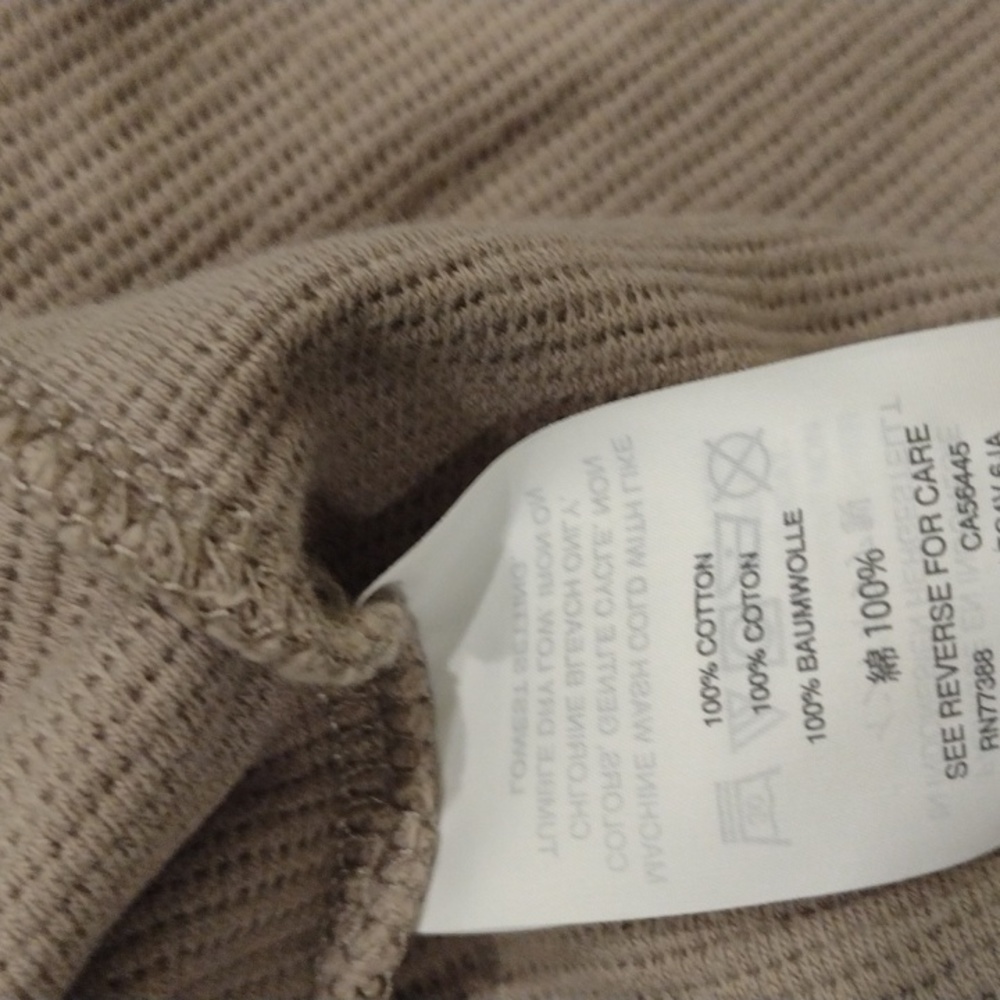 100% COTTON
100% COTON
100% BAUMWOLLE
綿 100%
SEE REVERSE FOR CARE
RN77388 CA56445
MACHINE WASH COLD WITH LIKE
COLORS, GENTLE CYCLE. NON
CHLORINE BLEACH ONLY.
TUMBLE DRY LOW. IRON ON
LOWEST SETTING